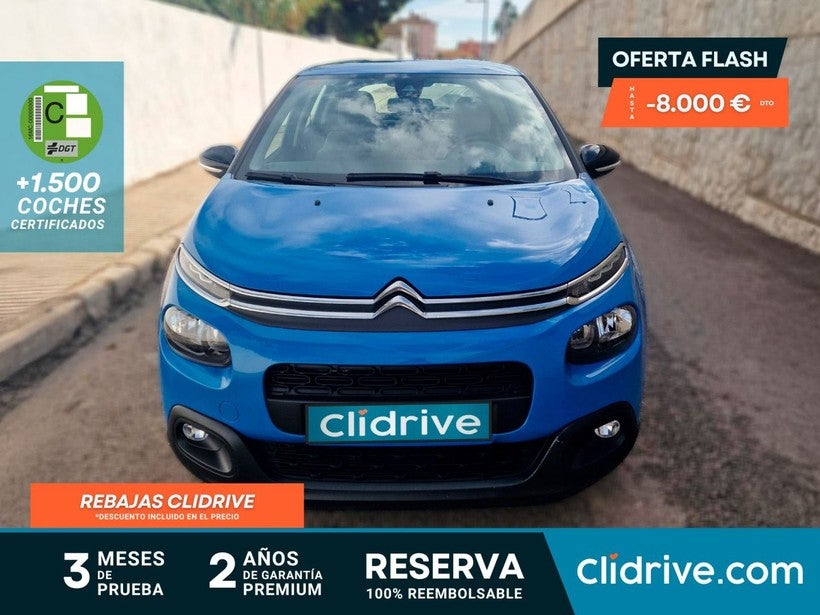 C
DGT
+1.500
COCHES
CERTIFICADOS
OFERTA FLASH
HASTA
-8.000 € DTO
Clidrive
REBAJAS CLIDRIVE
*DESCUENTO INCLUIDO EN EL PRECIO
3 MESES DE PRUEBA
2 AÑOS DE GARANTÍA PREMIUM
RESERVA
100% REEMBOLSABLE
Clidrive.com